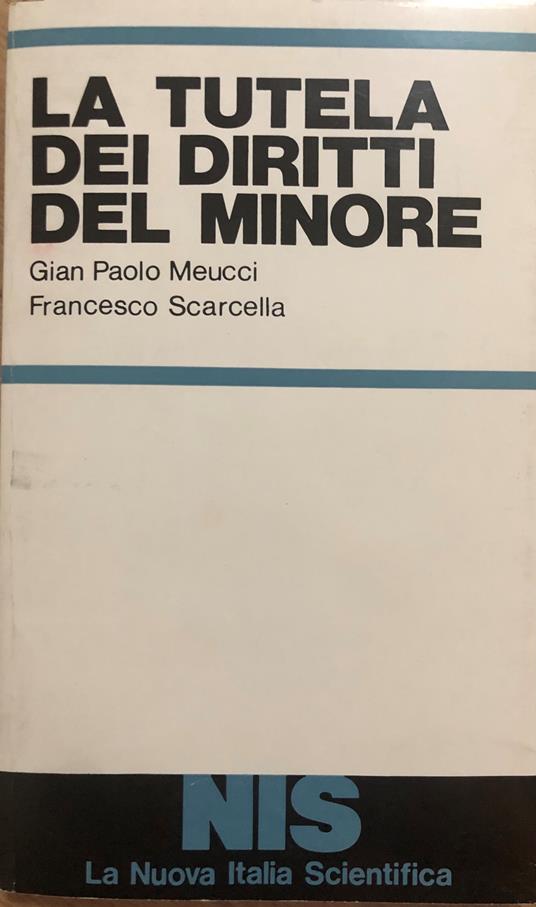 LA TUTELA
DEI DIRITTI
DEL MINORE
Gian Paolo Meucci
Francesco Scarcella
NIS
La Nuova Italia Scientifica